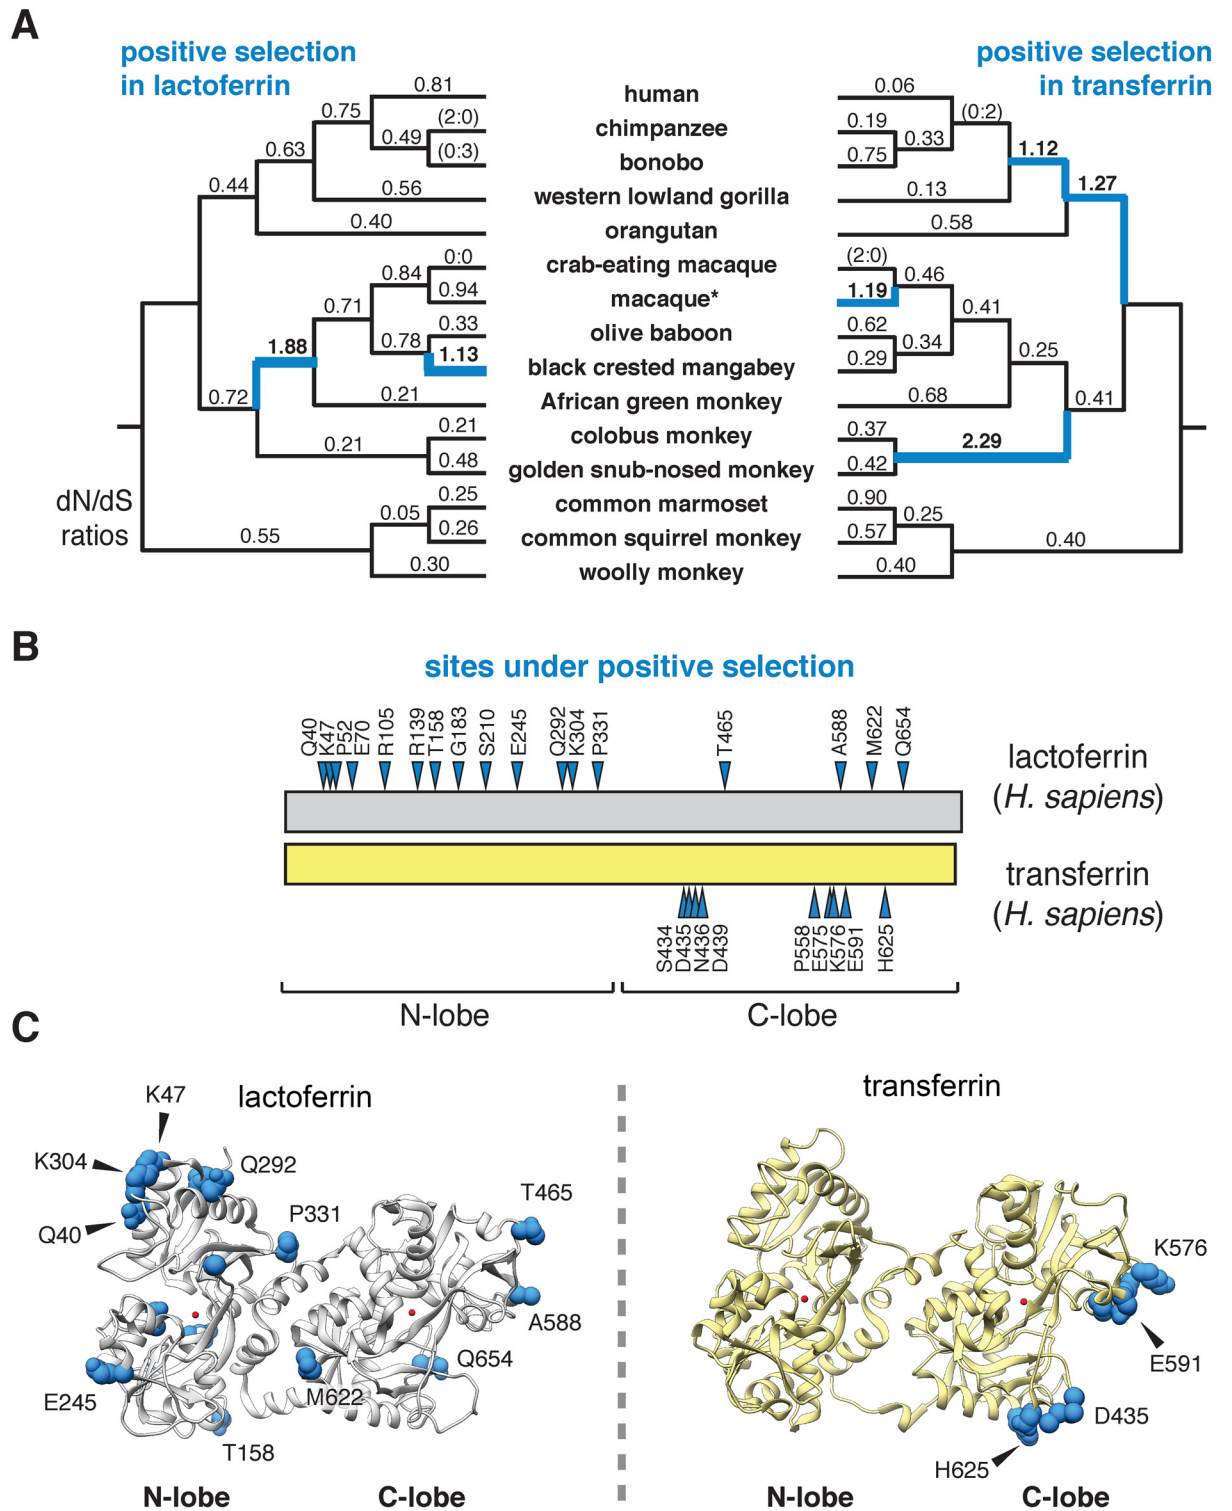 A
positive selection
in lactoferrin
positive selection
in transferrin
0.81
0.75
(2:0)
0.49
(0:3)
0.63
0.56
0.44
0.40
0:0
0.84
0.94
0.71
0.33
0.78
1.13
1.88
0.21
0.72
0.21
0.21
0.48
0.25
0.05
0.26
0.55
0.30
dN/dS
ratios
human
chimpanzee
bonobo
western lowland gorilla
orangutan
crab-eating macaque
macaque*
olive baboon
black crested mangabey
African green monkey
colobus monkey
golden snub-nosed monkey
common marmoset
common squirrel monkey
woolly monkey
0.06
(0:2)
0.19
0.33
0.75
1.12
0.13
1.27
0.58
(2:0)
0.46
1.19
0.41
0.62
0.34
0.29
0.25
0.68
0.41
0.37
2.29
0.42
0.90
0.25
0.57
0.40
0.40
B
sites under positive selection
Q40
K47
P52
E70
R105
R139
T158
G183
S210
E245
Q292
K304
P331
T465
A588
M622
Q654
lactoferrin
(H. sapiens)
transferrin
(H. sapiens)
S434
D435
N436
D439
P558
E575
K576
E591
H625
N-lobe
C-lobe
C
lactoferrin
K47
K304
Q292
Q40
P331
T465
A588
Q654
M622
E245
T158
N-lobe
C-lobe
transferrin
K576
E591
D435
H625
N-lobe
C-lobe